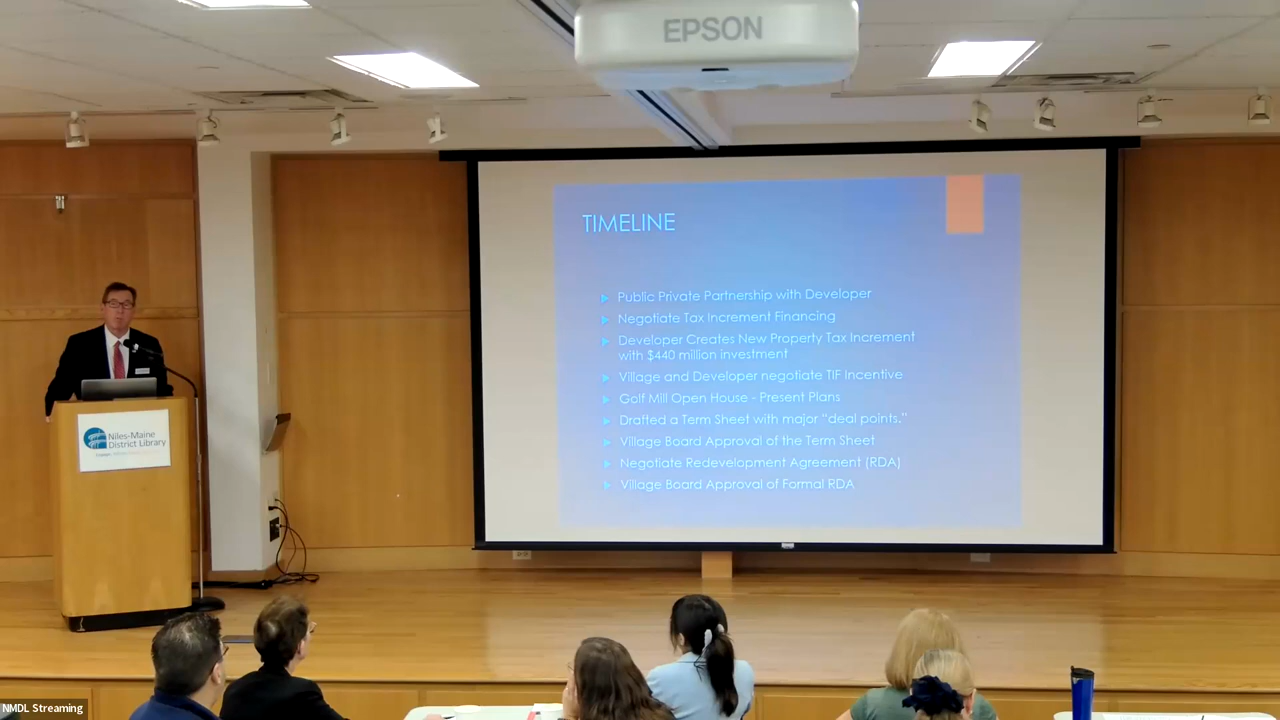 EPSON
TIMELINE
Public Private Partnership with Developer
Negotiate Tax Increment Financing
Developer Creates New Property Tax Increment
with $440 million investment
Village and Developer negotiate TIF Incentive
Golf Mill Open House - Present Plans
Drafted a Term Sheet with major "deal points."
Village Board Approval of the Term Sheet
Negotiate Redevelopment Agreement (RDA)
Village Board Approval of Formal RDA
Niles-Maine
District Library
NMDL Streaming